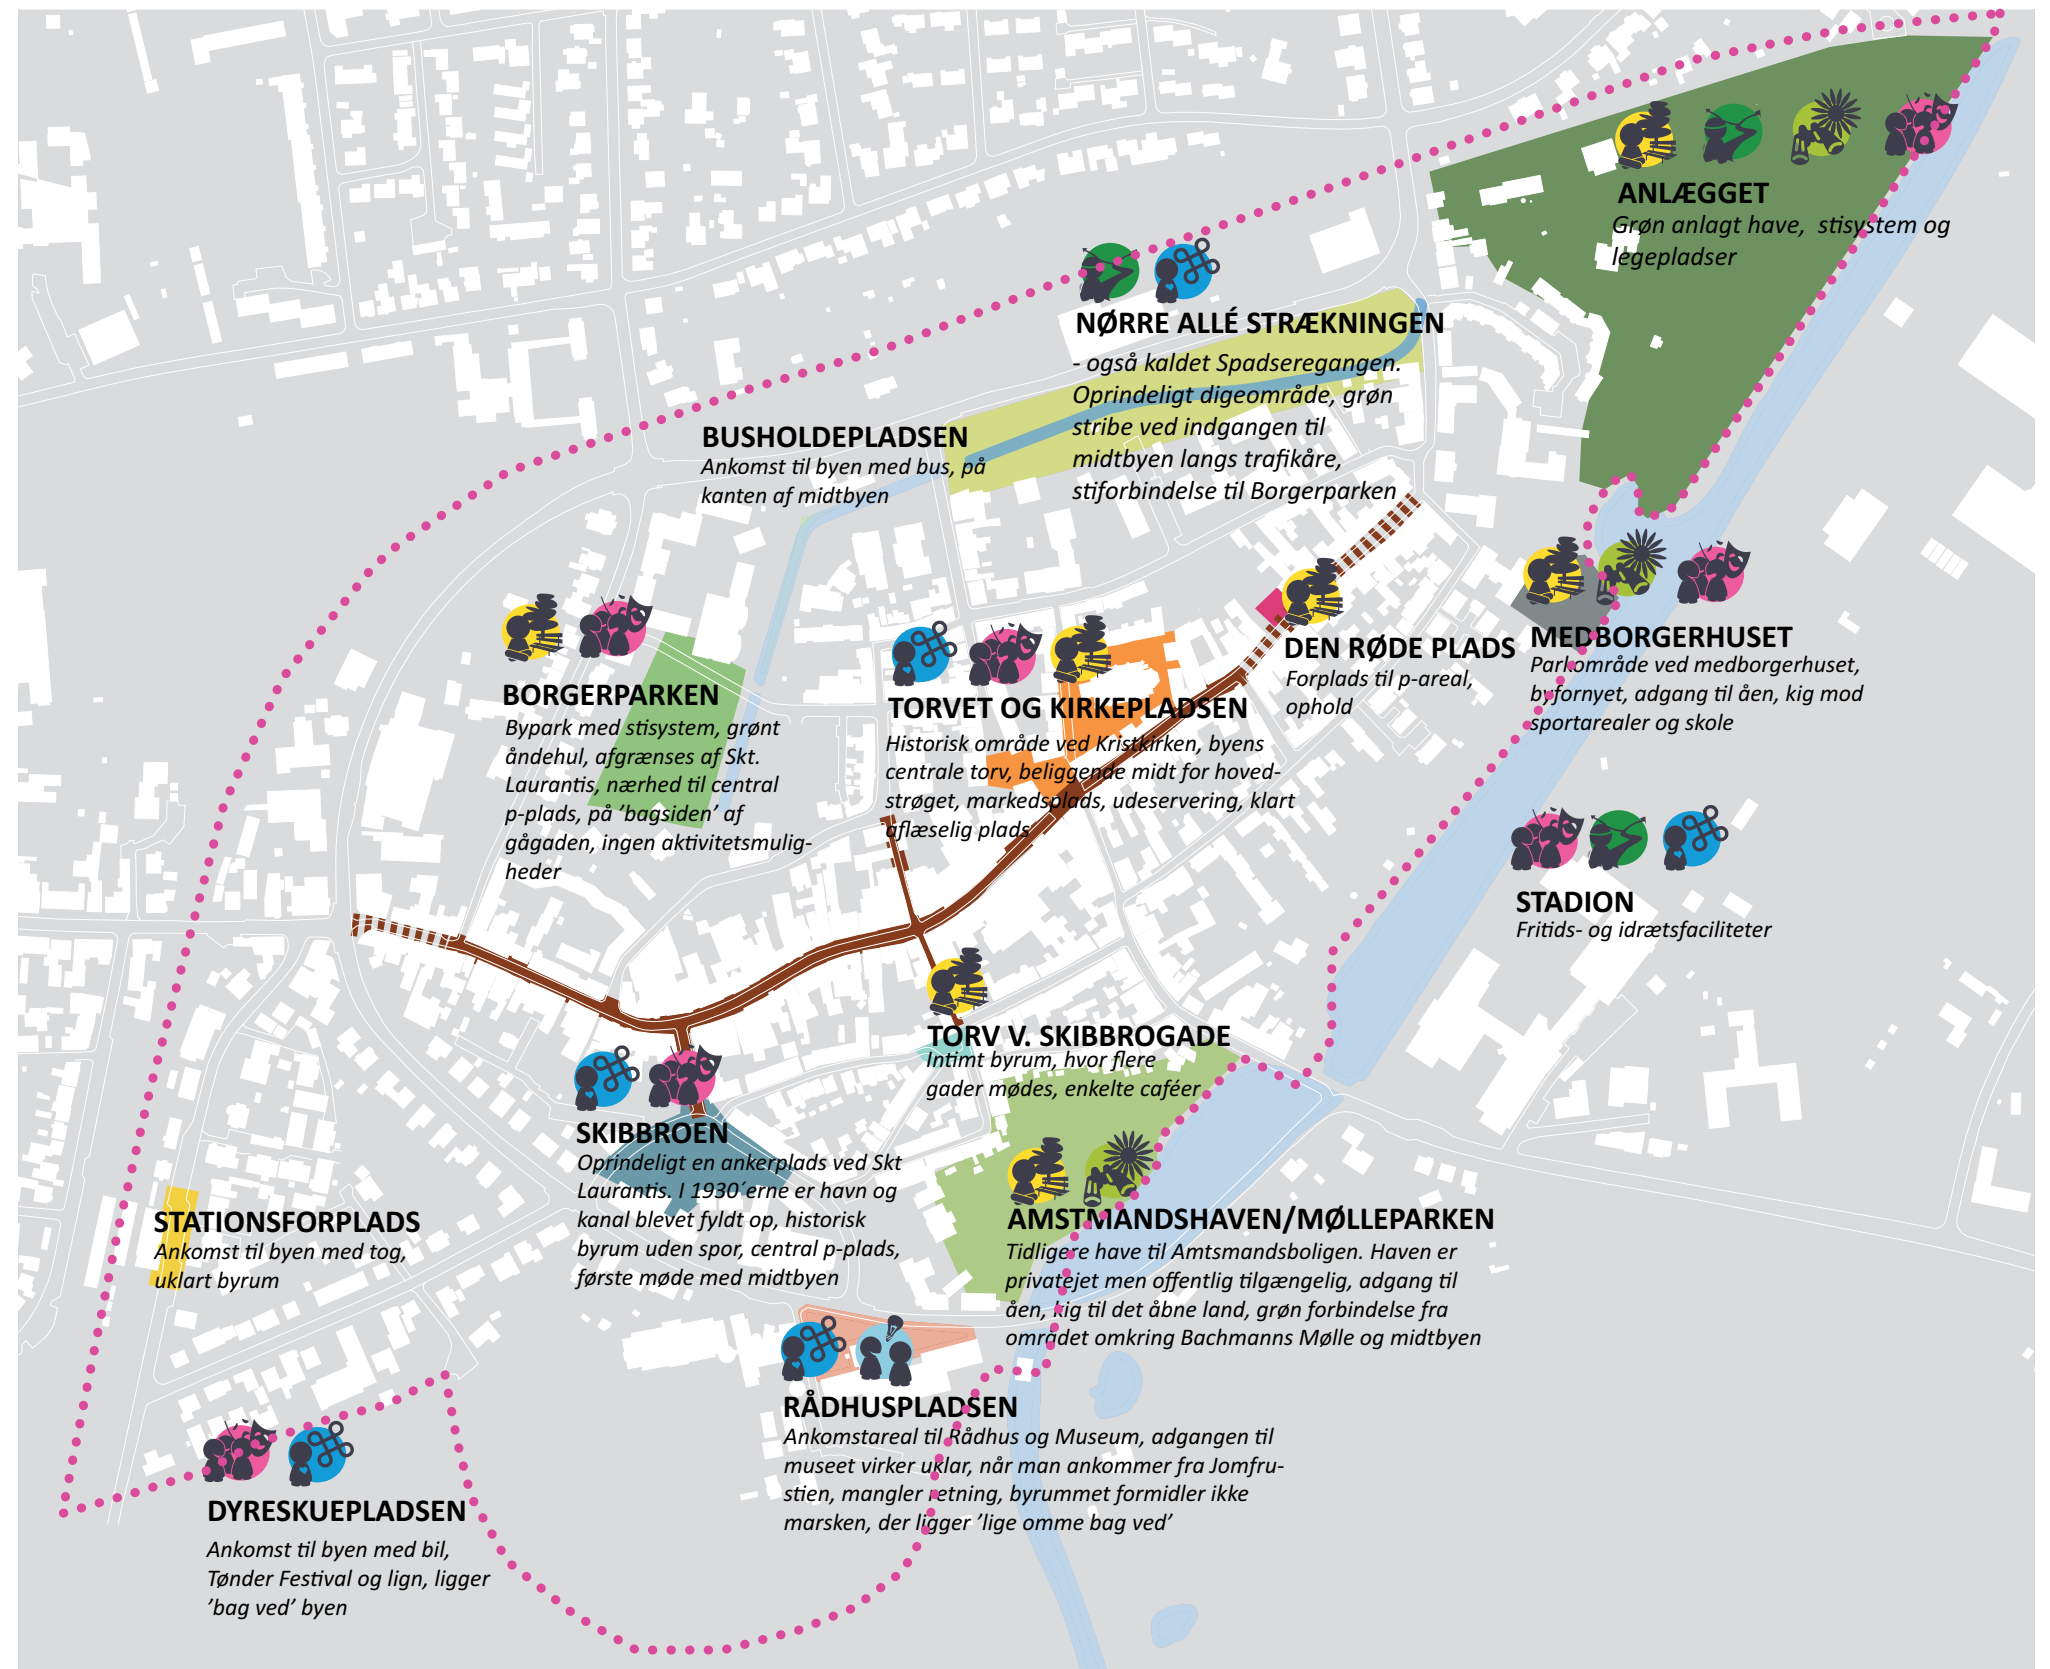 ANLÆGGET
Grøn anlagt have, stisystem og
legepladser
NØRRE ALLÉ STRÆKNINGEN
- også kaldet Spadseregangen.
Oprindeligt digeområde, grøn
stribe ved indgangen til
midtbyen langs trafikåre,
stiforbindelse til Borgerparken
BUSHOLDEPLADSEN
Ankomst til byen med bus, på
kanten af midtbyen
BORGERPARKEN
Bypark med stisystem, grønt
åndehul, afgrænses af Skt.
Laurantis, nærhed til central
p-plads, på ’bagsiden’ af
gågaden, ingen aktivitetsmulig-
heder
TORVET OG KIRKEPLADSEN
Historisk område ved Kristkirken, byens
centrale torv, beliggende midt for hoved-
strøget, markedsplads, udeservering, klart
aflæselig plads
DEN RØDE PLADS
Forplads til p-areal,
ophold
MEDBORGERHUSET
Parkområde ved medborgerhuset,
byfornyet, adgang til åen, kig mod
sportarealer og skole
STADION
Fritids- og idrætsfaciliteter
TORV V. SKIBBROGADE
Intimt byrum, hvor flere
gader mødes, enkelte caféer
SKIBBROEN
Oprindeligt en ankerplads ved Skt
Laurantis. I 1930´erne er havn og
kanal blevet fyldt op, historisk
byrum uden spor, central p-plads,
første møde med midtbyen
STATIONSFORPLADS
Ankomst til byen med tog,
uklart byrum
AMSTMANDSHAVEN/MØLLEPARKEN
Tidligere have til Amtsmandsboligen. Haven er
privatejet men offentlig tilgængelig, adgang til
åen, kig til det åbne land, grøn forbindelse fra
området omkring Bachmanns Mølle og midtbyen
RÅDHUSPLADSEN
Ankomstareal til Rådhus og Museum, adgangen til
museet virker uklar, når man ankommer fra Jomfru-
stien, mangler retning, byrummet formidler ikke
marsken, der ligger ’lige omme bag ved’
DYRESKUEPLADSEN
Ankomst til byen med bil,
Tønder Festival og lign, ligger
’bag ved’ byen